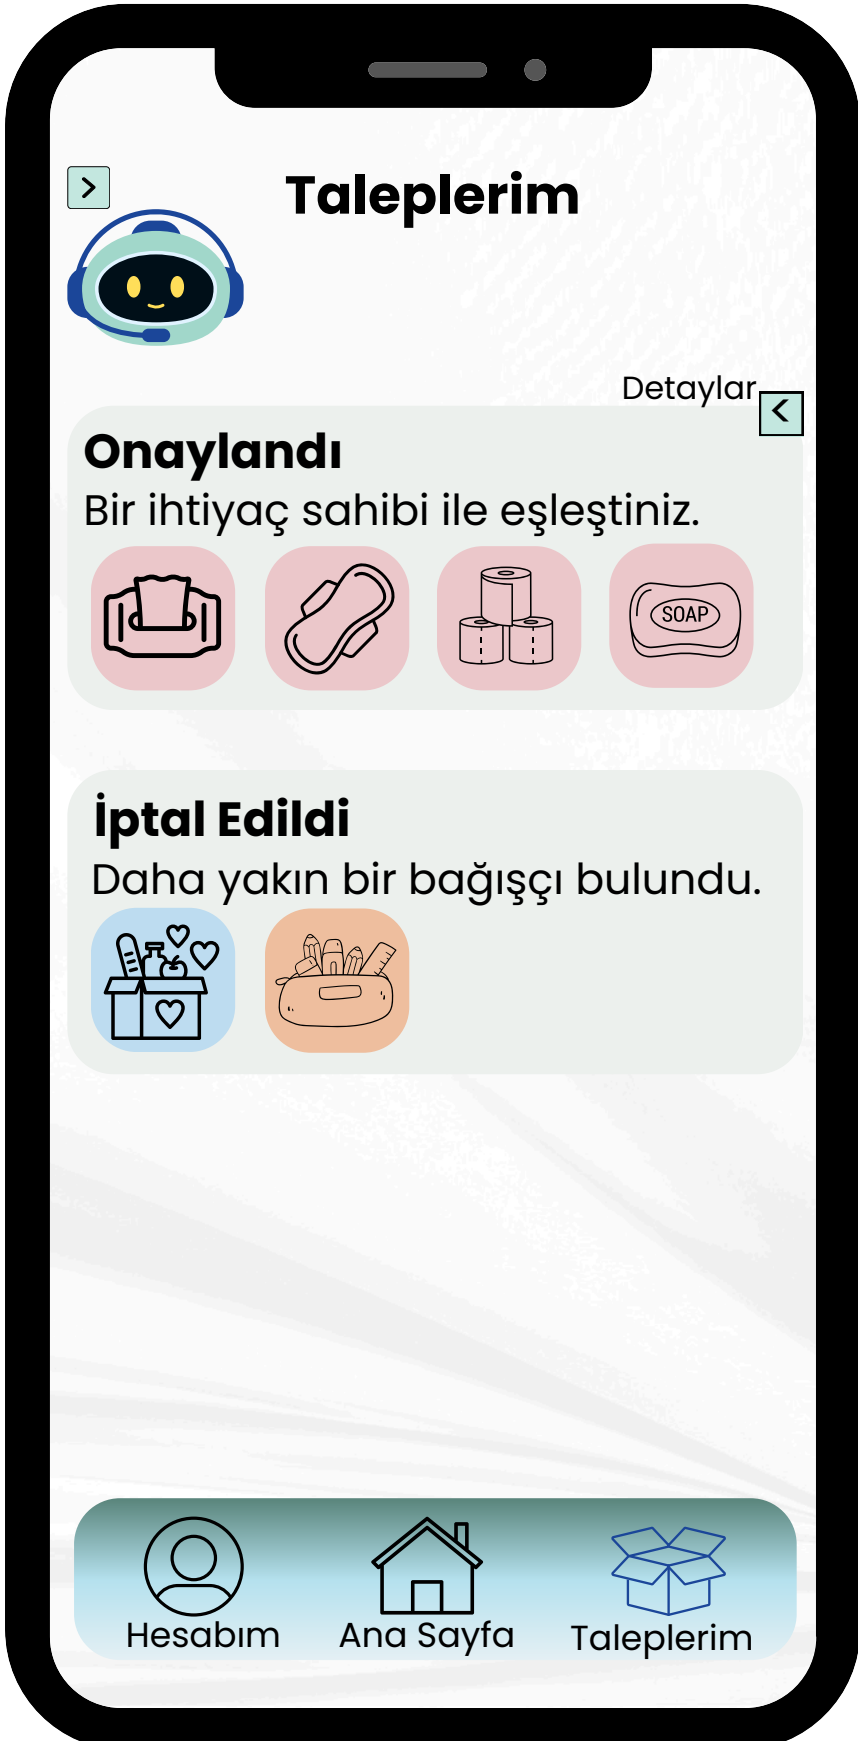 Taleplerim
Detaylar
Onaylandı
Bir ihtiyaç sahibi ile eşleştiniz.
SOAP
İptal Edildi
Daha yakın bir bağışçı bulundu.
Hesabım
Ana Sayfa
Taleplerim